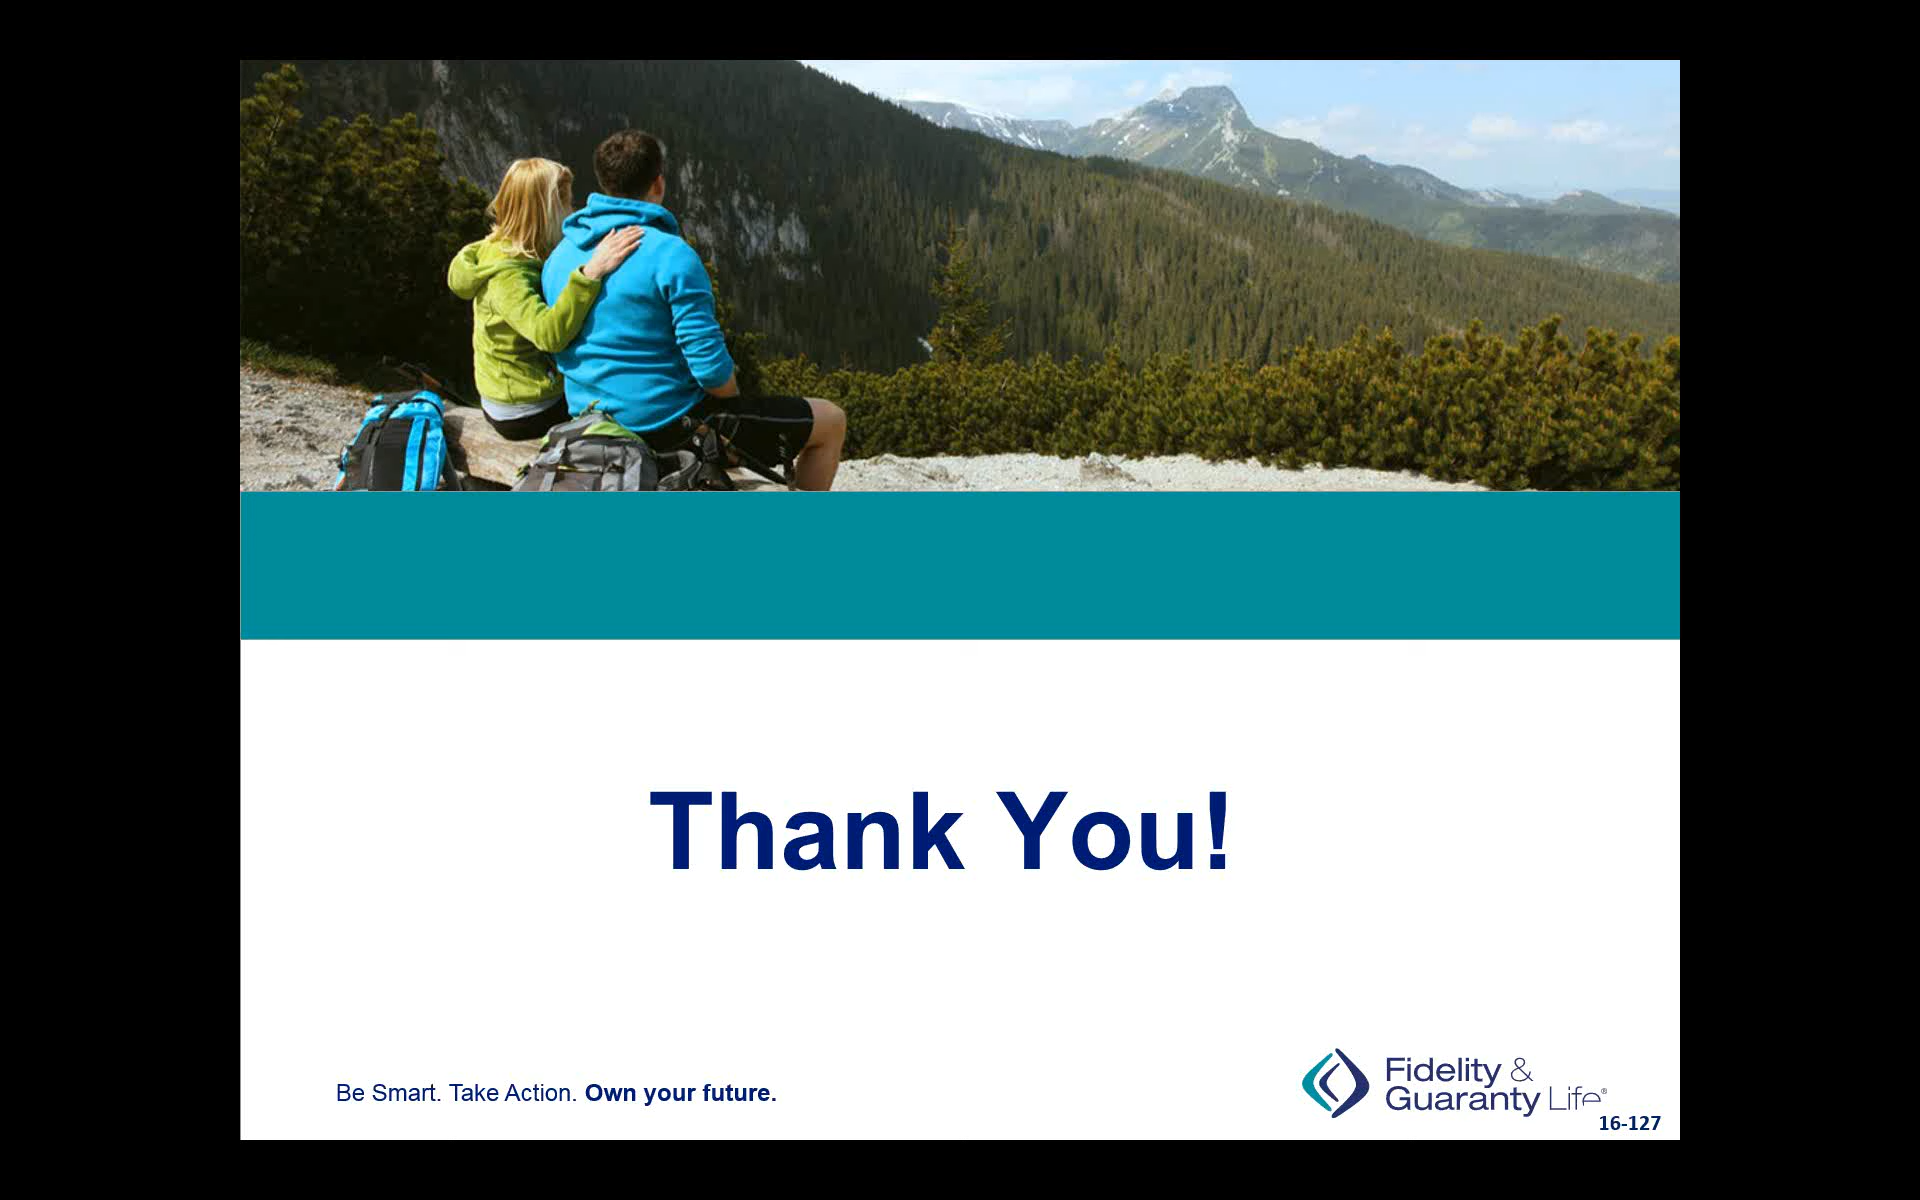 Thank You!
Be Smart. Take Action. Own your future.
Fidelity &
Guaranty Life®
16-127